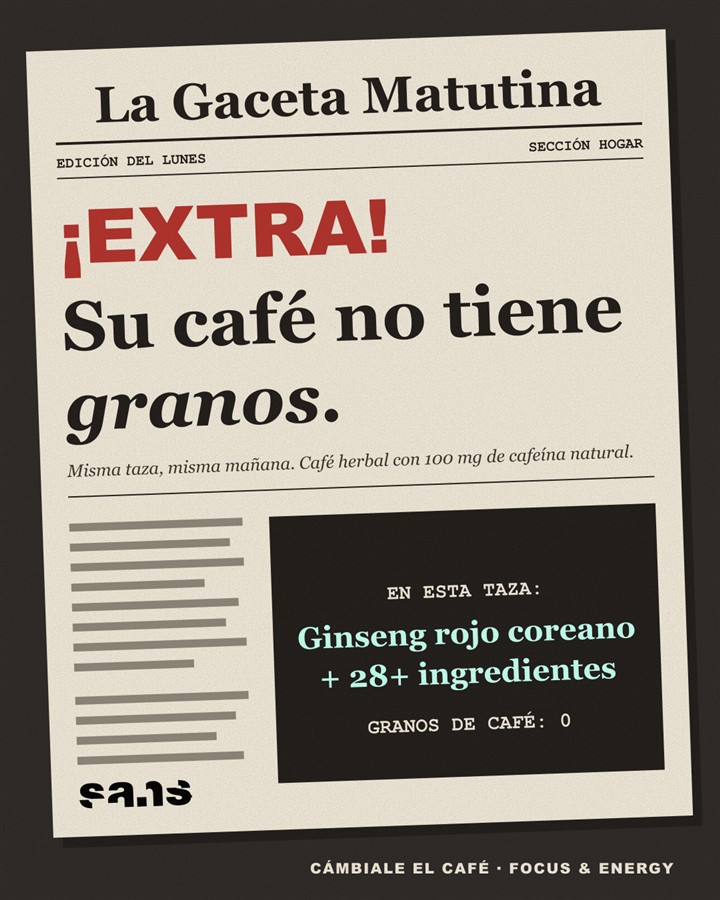 La Gaceta Matutina
EDICIÓN DEL LUNES
SECCIÓN HOGAR
¡EXTRA!
Su café no tiene
granos.
Misma taza, misma mañana. Café herbal con 100 mg de cafeína natural.
EN ESTA TAZA:
Ginseng rojo coreano
+ 28+ ingredientes
GRANOS DE CAFÉ: 0
sans
CÁMBIALE EL CAFÉ · FOCUS & ENERGY